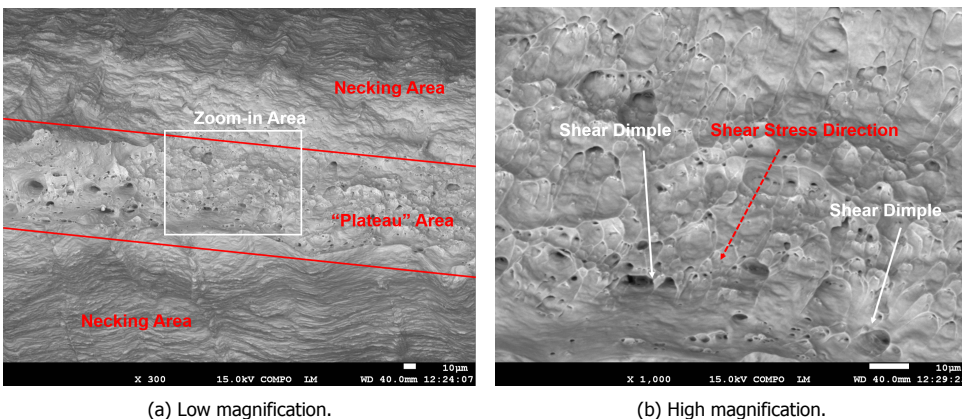 Necking Area
Zoom-in Area
“Plateau” Area
Necking Area
10μm
X 300 15.0kV COMPO LM WD 40.0mm 12:24:07
Shear Dimple
Shear Stress Direction
Shear Dimple
10μm
X 1,000 15.0kV COMPO LM WD 40.0mm 12:29:2
(a) Low magnification.
(b) High magnification.